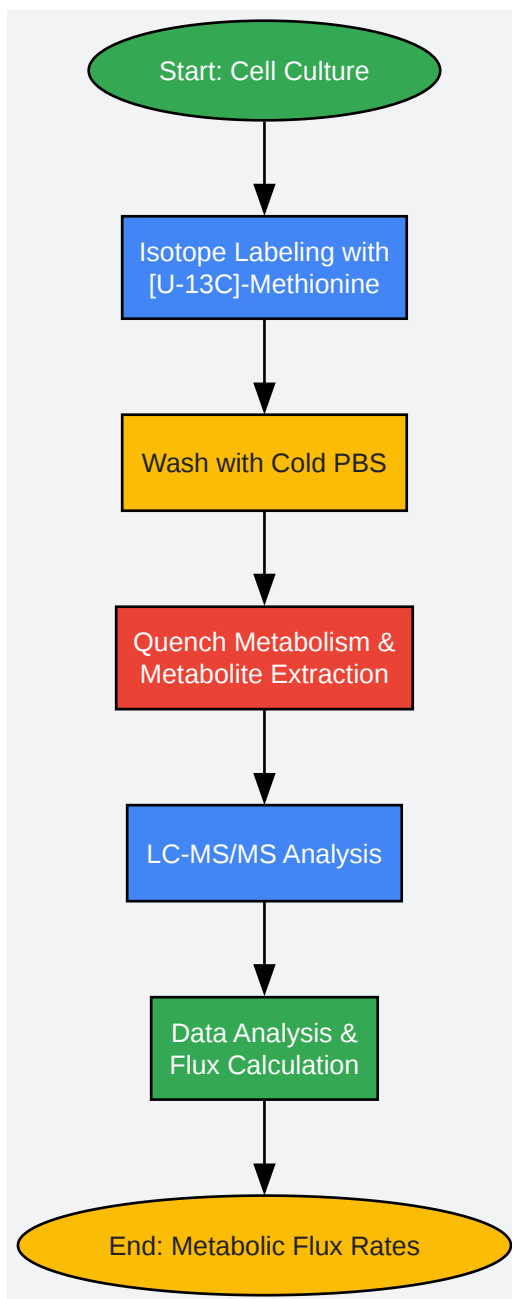 Start: Cell Culture
Isotope Labeling with
[U-13C]-Methionine
Wash with Cold PBS
Quench Metabolism &
Metabolite Extraction
LC-MS/MS Analysis
Data Analysis &
Flux Calculation
End: Metabolic Flux Rates